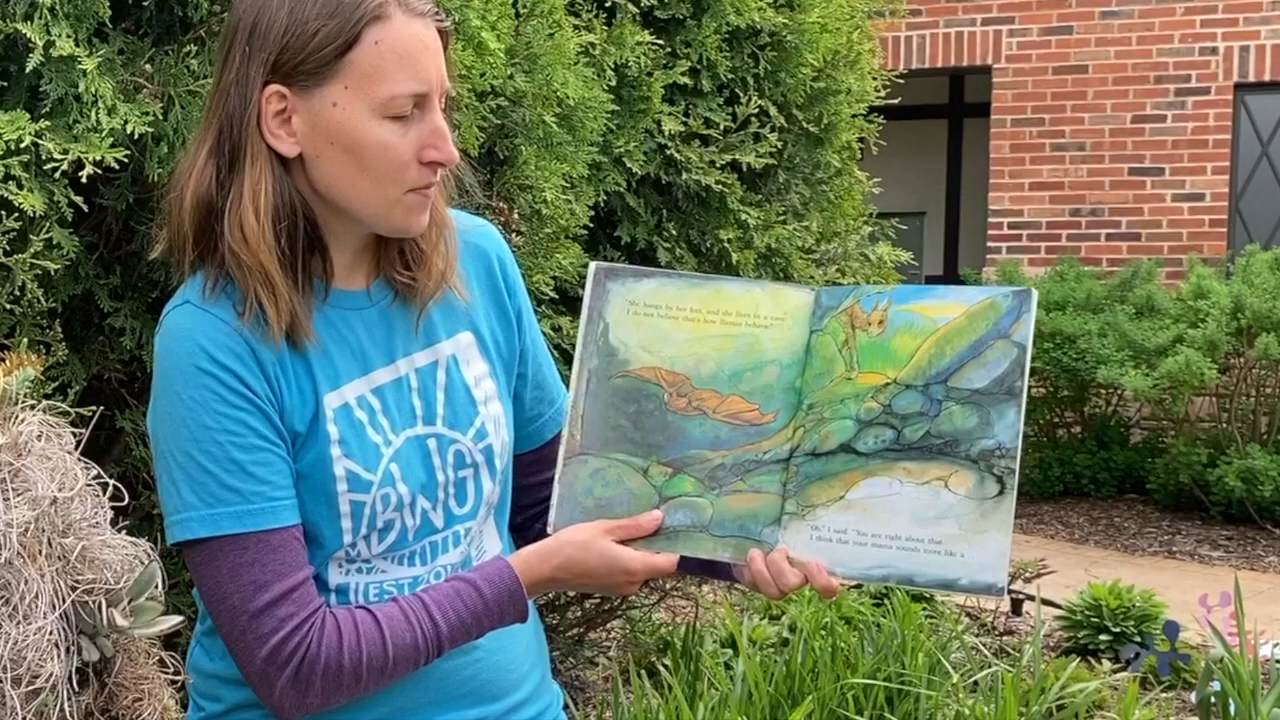 "She hangs by her feet, and she lives in a cave.
I do not believe that's how llamas behave."
"Oh," I said. "You are right about that.
I think that your mama sounds more like a
BWG
EST